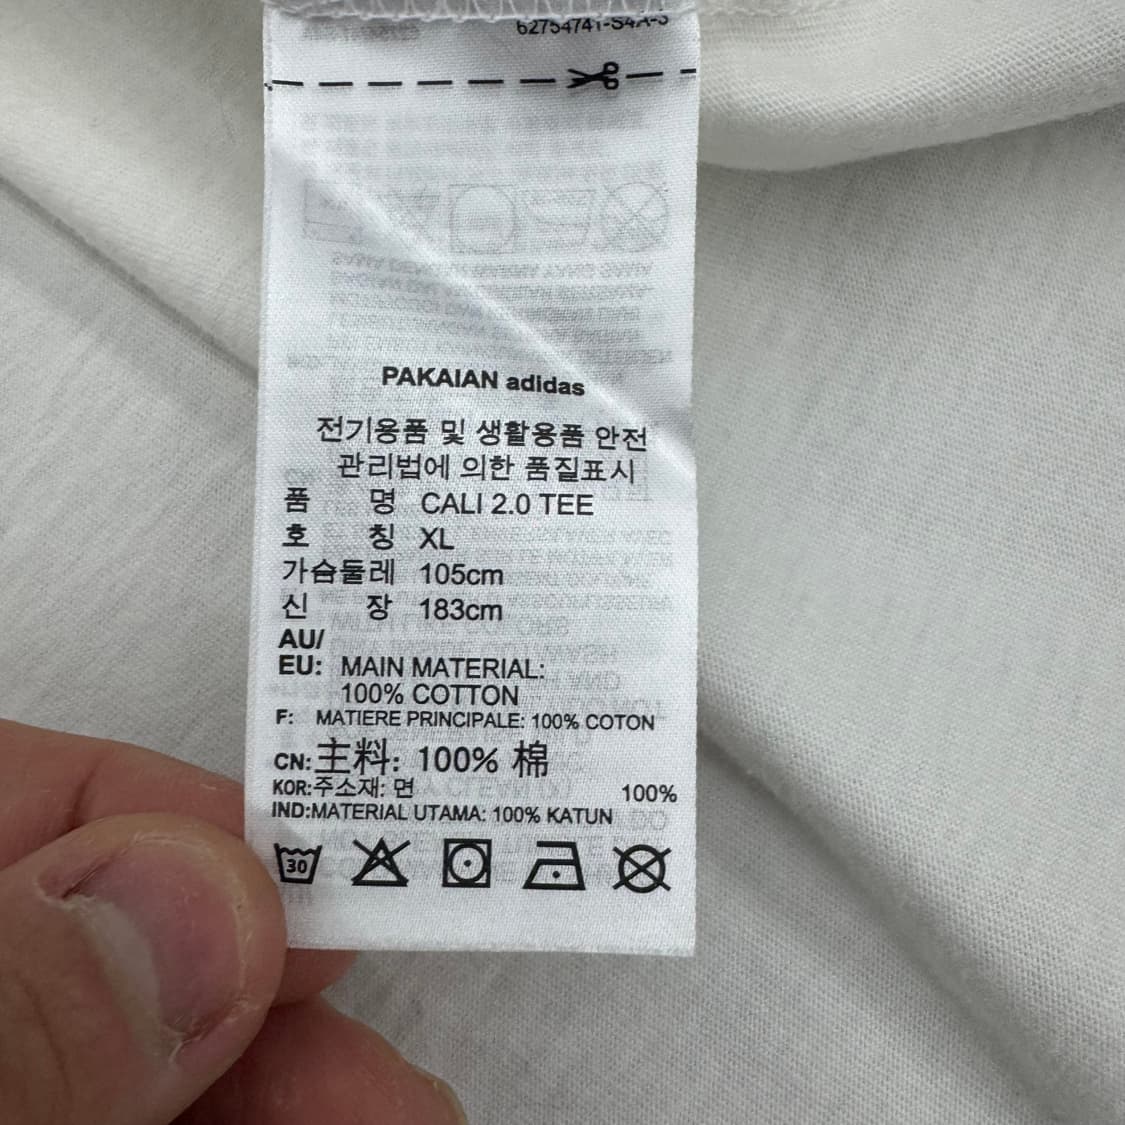 62754741-S4A-3
PAKAIAN adidas
전기용품 및 생활용품 안전
관리법에 의한 품질표시
품 명 CALI 2.0 TEE
호 칭 XL
가슴둘레 105cm
신 장 183cm
AU/
EU: MAIN MATERIAL:
100% COTTON
F: MATIERE PRINCIPALE: 100% COTON
CN:主料: 100% 棉
KOR:주소재: 면 100%
IND:MATERIAL UTAMA: 100% KATUN
30